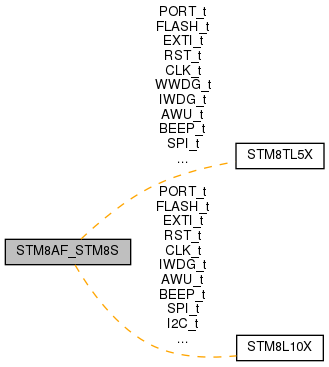 PORT_t
FLASH_t
EXTI_t
RST_t
CLK_t
WWDG_t
IWDG_t
AWU_t
BEEP_t
SPI_t
...
STM8TL5X
PORT_t
FLASH_t
EXTI_t
RST_t
CLK_t
IWDG_t
AWU_t
BEEP_t
SPI_t
I2C_t
...
STM8AF_STM8S
STM8L10X